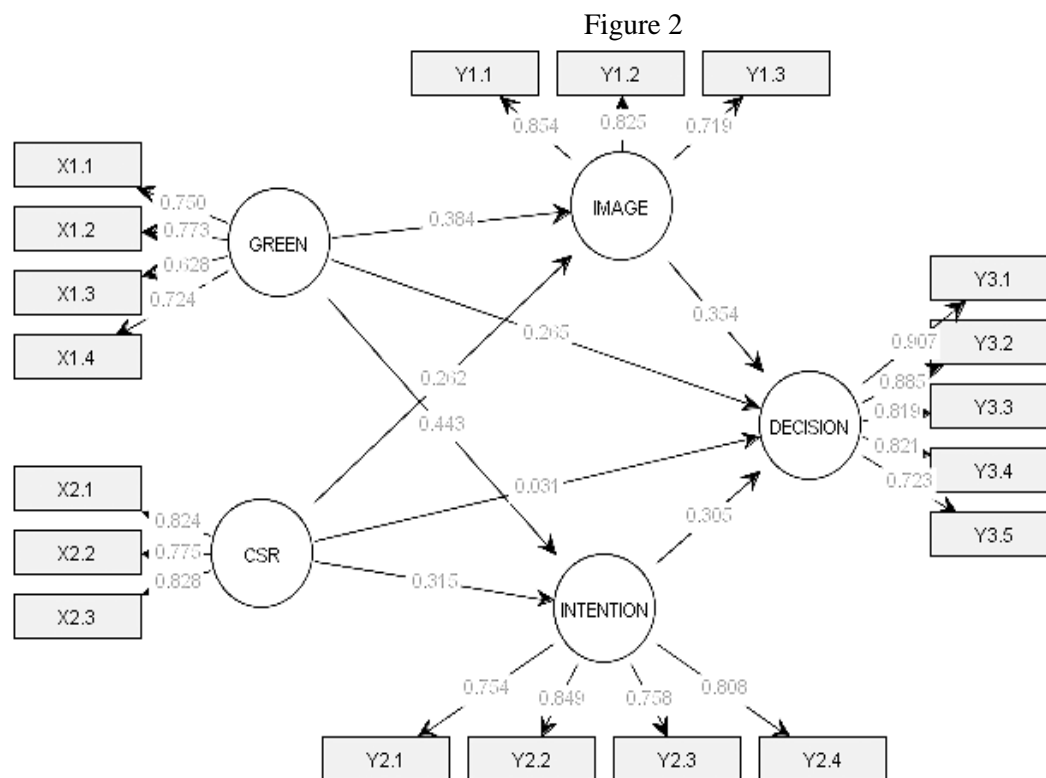 Figure 2
Y1.1
Y1.2
Y1.3
0.854
0.825
0.719
X1.1
X1.2
X1.3
X1.4
0.750
0.773
0.628
0.724
GREEN
IMAGE
0.384
0.265
0.354
0.262
0.443
Y3.1
Y3.2
Y3.3
Y3.4
Y3.5
0.907
0.885
0.819
0.821
0.723
DECISION
X2.1
X2.2
X2.3
0.824
0.775
0.828
CSR
0.031
0.315
0.305
INTENTION
0.754
0.849
0.758
0.808
Y2.1
Y2.2
Y2.3
Y2.4